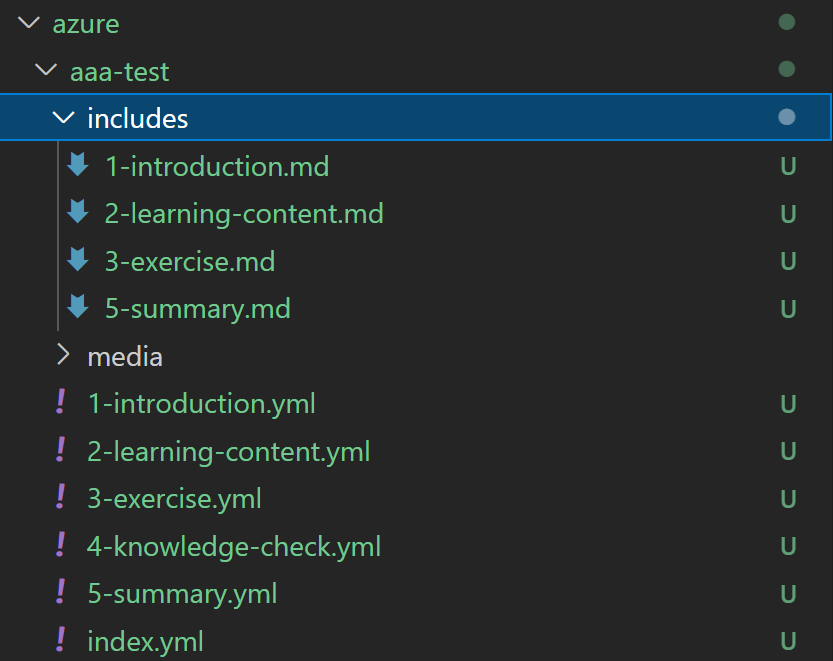 azure
aaa-test
includes
1-introduction.md U
2-learning-content.md U
3-exercise.md U
5-summary.md U
media
! 1-introduction.yml U
! 2-learning-content.yml U
! 3-exercise.yml U
! 4-knowledge-check.yml U
! 5-summary.yml U
! index.yml U